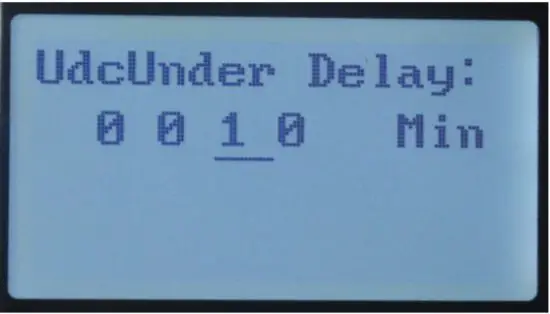 UdcUnder Delay:
0 0 1 0 Min